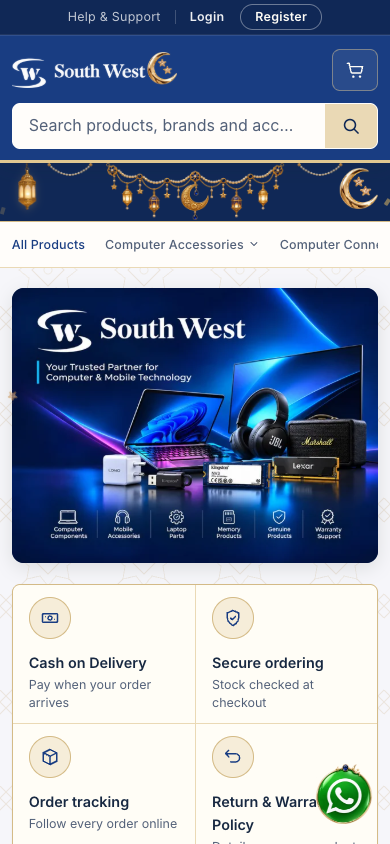 Help & Support
Login
Register
South West
Search products, brands and acc...
All Products
Computer Accessories
Computer Conne
South West
Your Trusted Partner for
Computer & Mobile Technology
JBL
Marshall
Kingston
Lexar
Computer
Components
Mobile
Accessories
Laptop
Parts
Memory
Products
Genuine
Products
Warranty
Support
Cash on Delivery
Pay when your order
arrives
Secure ordering
Stock checked at
checkout
Order tracking
Follow every order online
Return & Warra
Policy